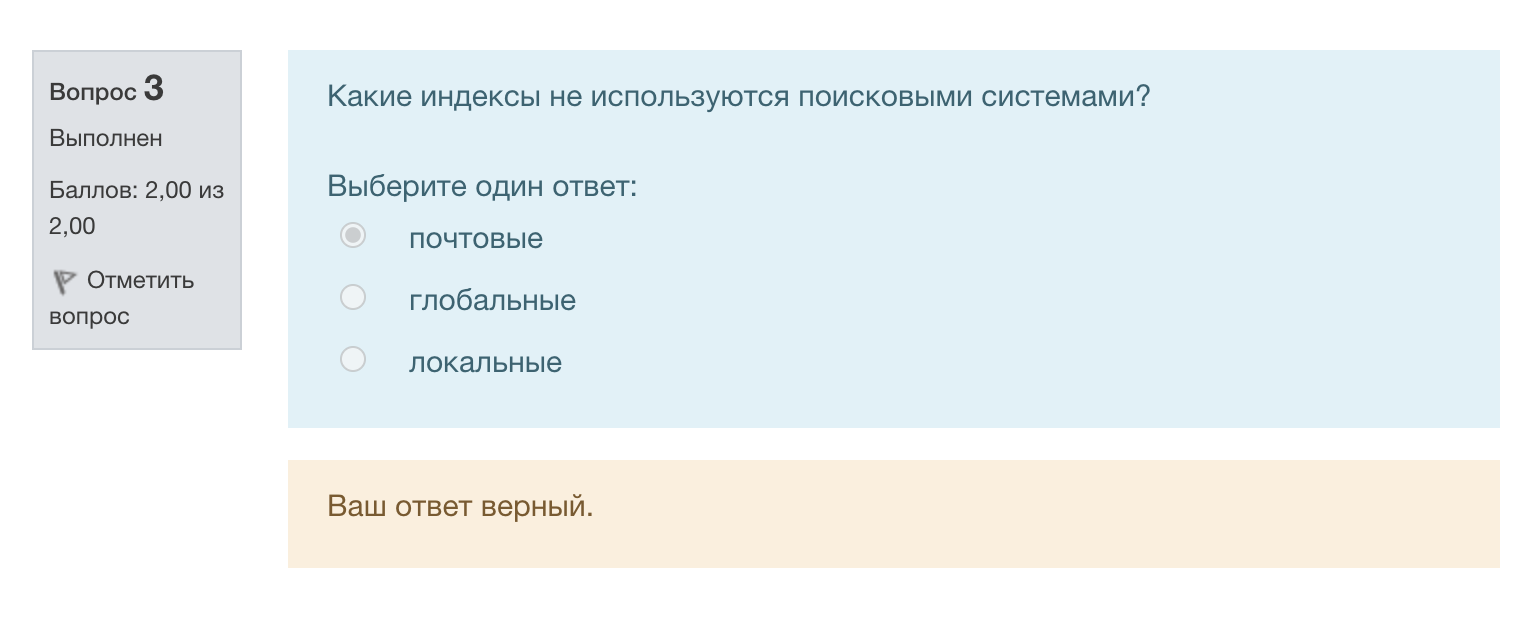 Вопрос 3
Выполнен
Баллов: 2,00 из
2,00
Отметить
вопрос
Какие индексы не используются поисковыми системами?
Выберите один ответ:
почтовые
глобальные
локальные
Ваш ответ верный.